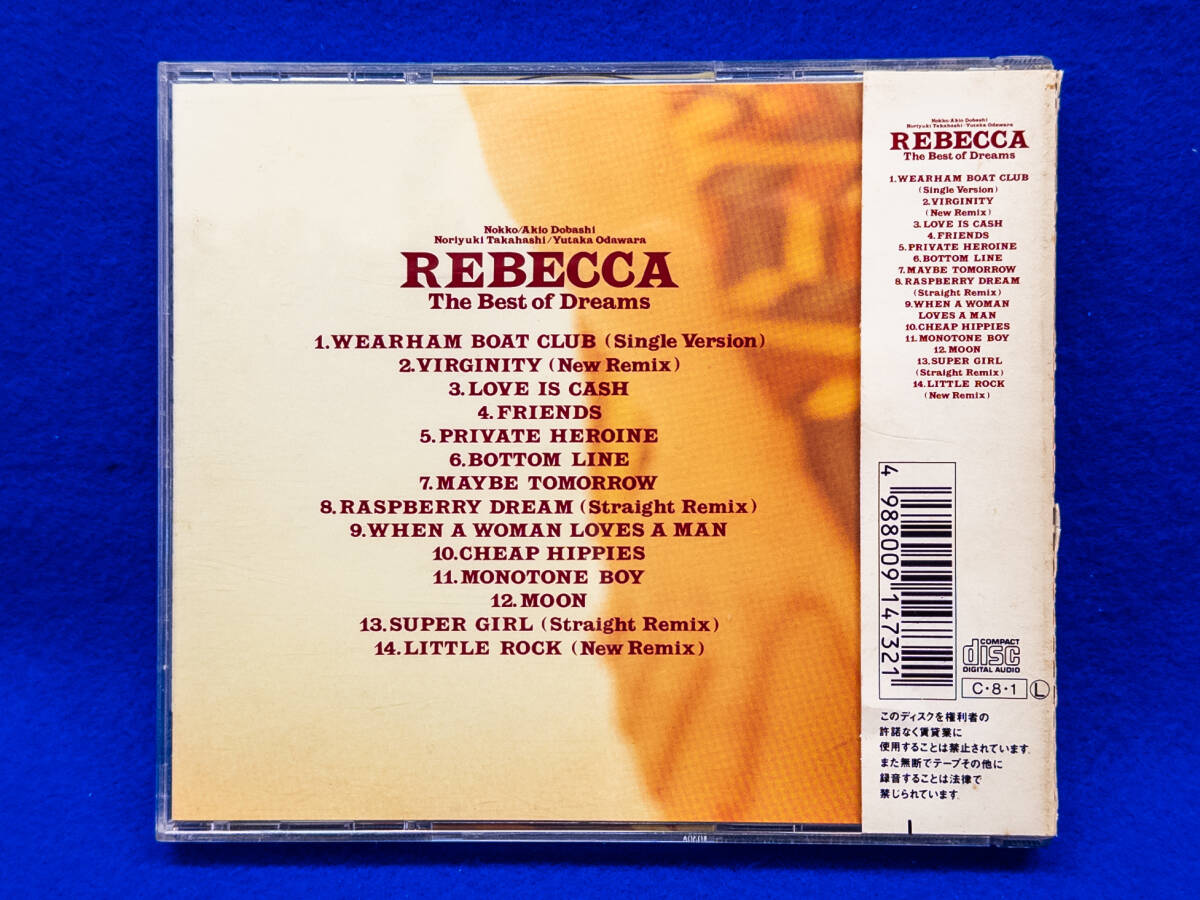 Nokko/Akio Dobashi
Noriyuki Takahashi/Yutaka Odawara
REBECCA
The Best of Dreams
1.WEARHAM BOAT CLUB (Single Version)
2.VIRGINITY (New Remix)
3.LOVE IS CASH
4.FRIENDS
5.PRIVATE HEROINE
6.BOTTOM LINE
7.MAYBE TOMORROW
8.RASPBERRY DREAM (Straight Remix)
9.WHEN A WOMAN LOVES A MAN
10.CHEAP HIPPIES
11.MONOTONE BOY
12.MOON
13.SUPER GIRL (Straight Remix)
14.LITTLE ROCK (New Remix)
Nokko/Akio Dobashi
Noriyuki Takahashi/Yutaka Odawara
REBECCA
The Best of Dreams
1.WEARHAM BOAT CLUB
(Single Version)
2.VIRGINITY
(New Remix)
3.LOVE IS CASH
4.FRIENDS
5.PRIVATE HEROINE
6.BOTTOM LINE
7.MAYBE TOMORROW
8.RASPBERRY DREAM
(Straight Remix)
9.WHEN A WOMAN
LOVES A MAN
10.CHEAP HIPPIES
11.MONOTONE BOY
12.MOON
13.SUPER GIRL
(Straight Remix)
14.LITTLE ROCK
(New Remix)
4 988009 147321
COMPACT
disc
DIGITAL AUDIO
C・8・1 Ⓛ
このディスクを権利者の
許諾なく賃貸業に
使用することは禁止されています.
また無断でテープその他に
録音することは法律で
禁じられています.